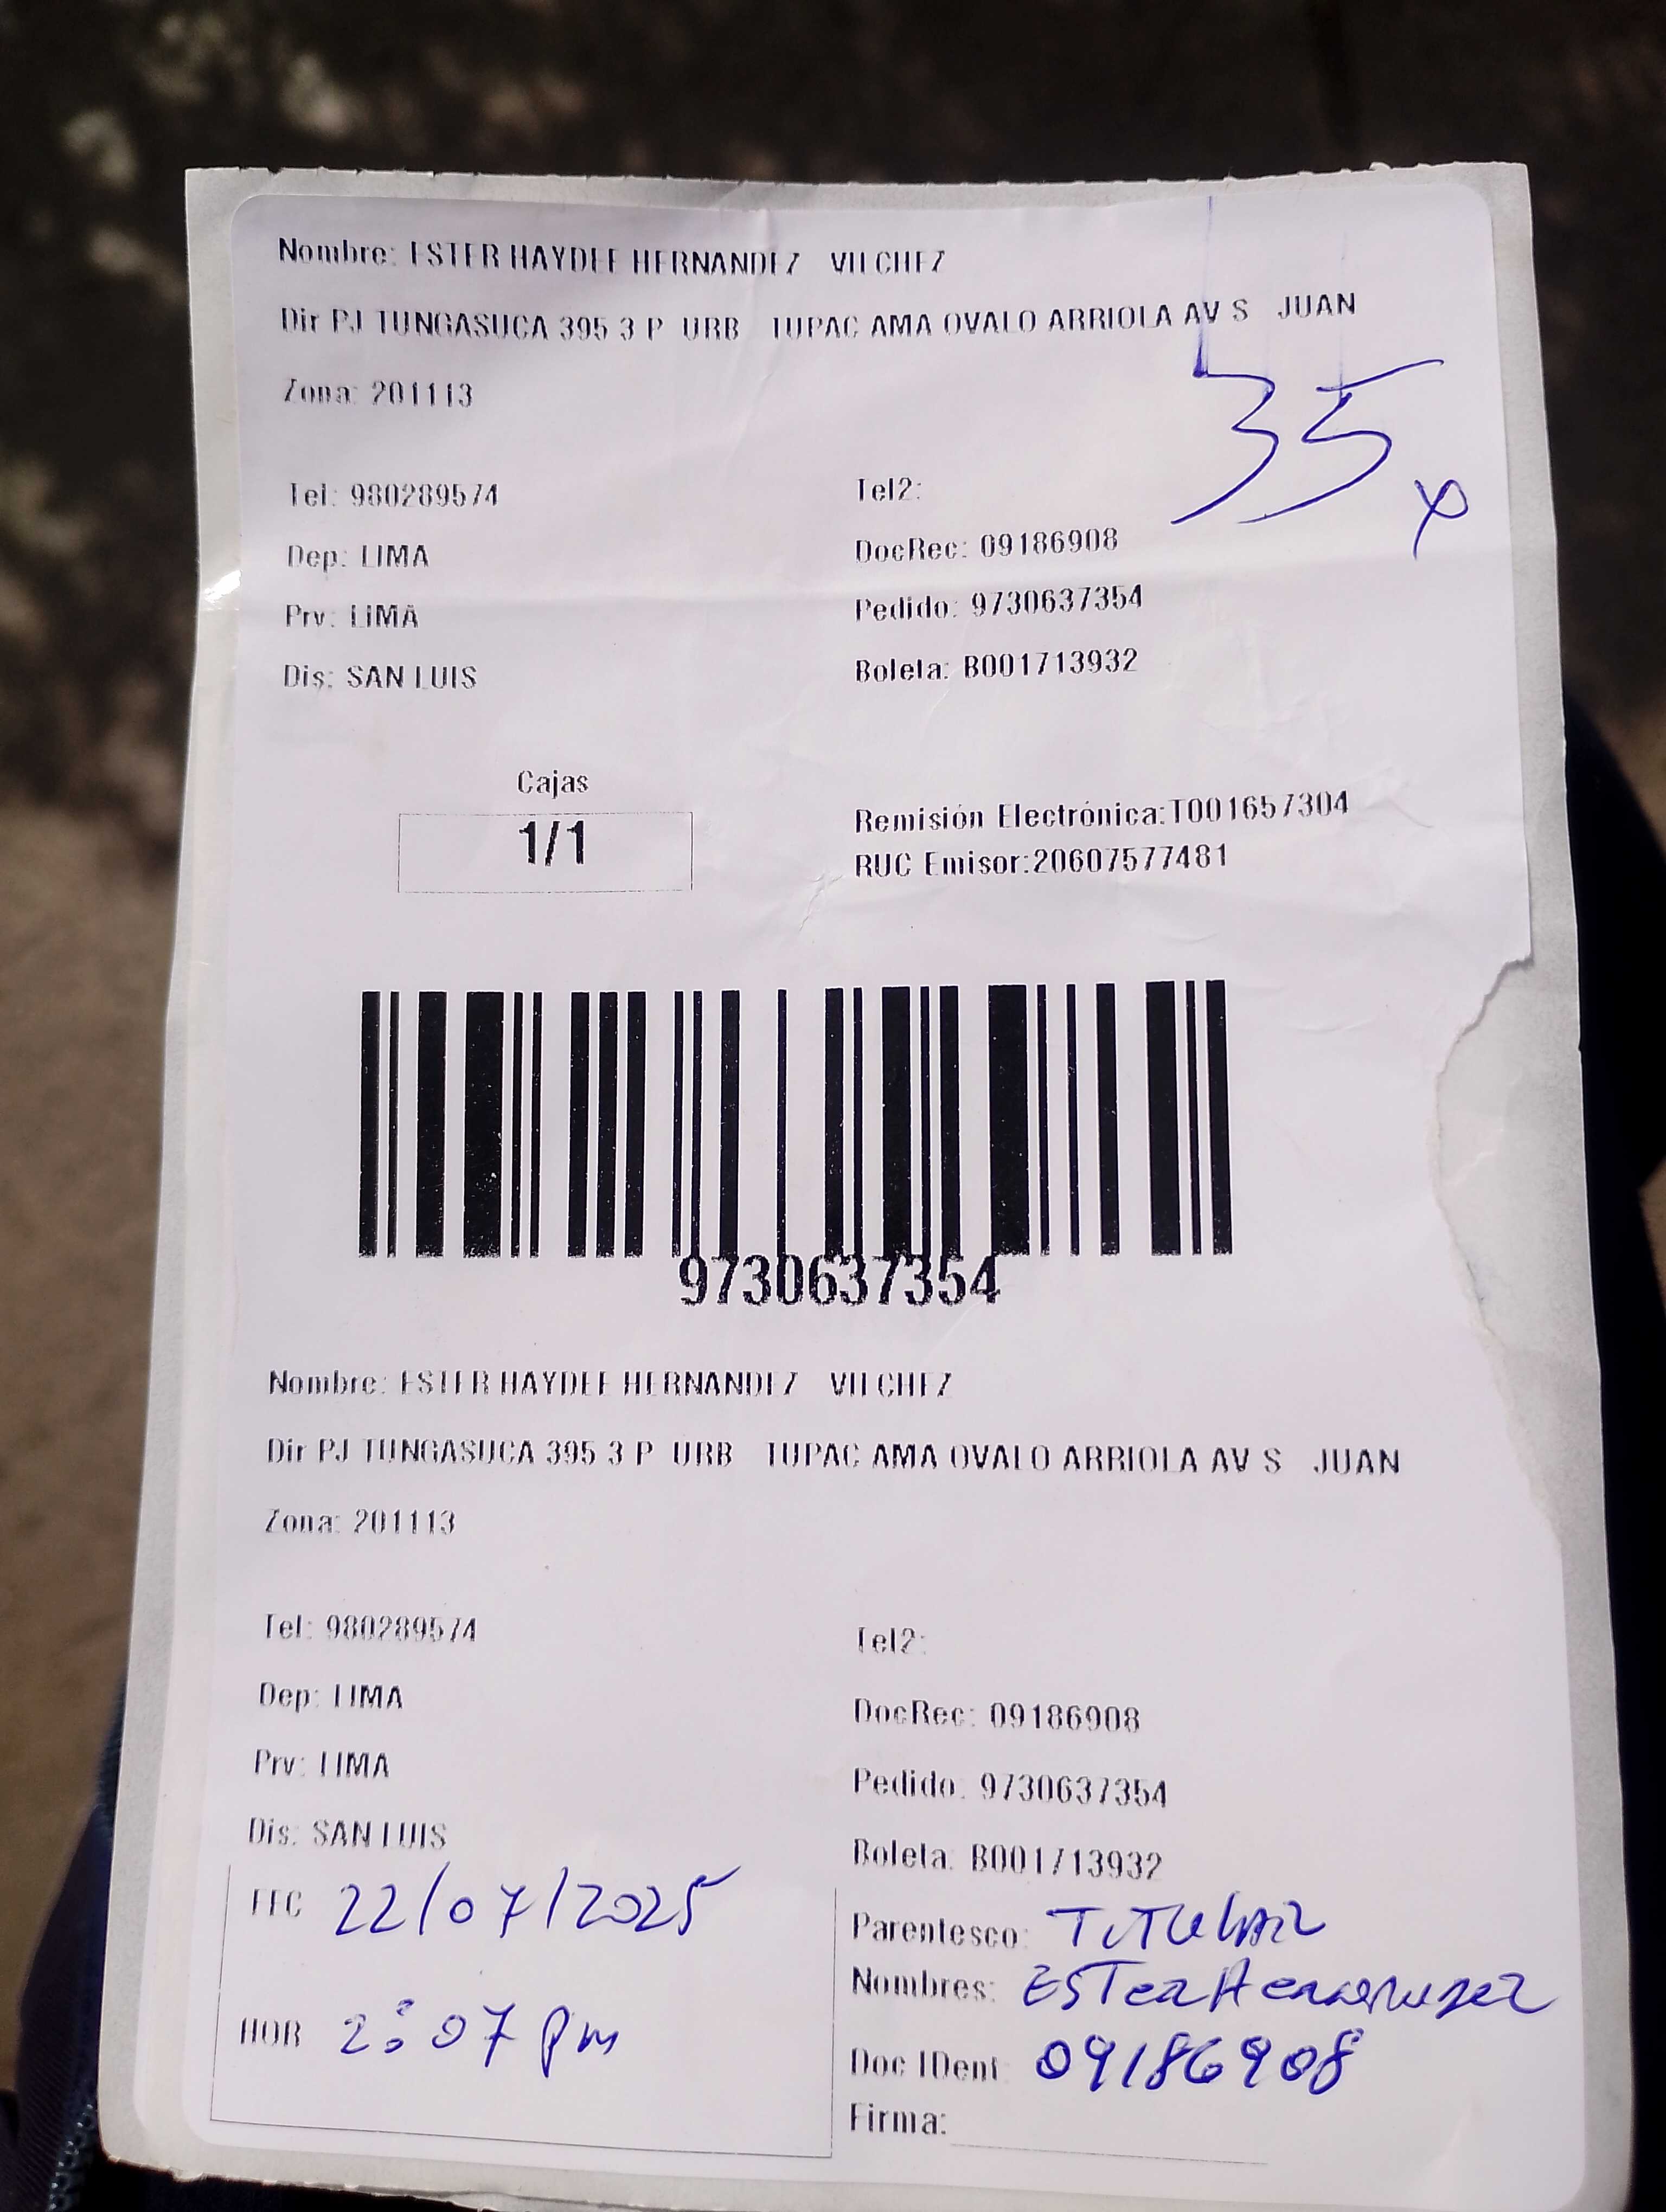 Nombre: ESTER HAYDEE HERNANDEZ VILCHEZ
Dir PJ TUNGASUCA 395 3 P URB TUPAC AMA OVALO ARRIOLA AV S JUAN
Zona: 201113
35
Tel: 980289574 Tel2:
Dep: LIMA DocRec: 09186908
Prv: LIMA Pedido: 9730637354
Dis: SAN LUIS Boleta: B001713932
Cajas
1/1
Remisión Electrónica:T001657304
RUC Emisor:20607577481
9730637354
Nombre: ESTER HAYDEE HERNANDEZ VILCHEZ
Dir PJ TUNGASUCA 395 3 P URB TUPAC AMA OVALO ARRIOLA AV S JUAN
Zona: 201113
Tel: 980289574 Tel2:
Dep: LIMA DocRec: 09186908
Prv: LIMA Pedido: 9730637354
Dis: SAN LUIS Boleta: B001713932
22/07/2025
Parentesco: TiTULAR
Nombres: ESTER Hernandez
HOR 2:07 pm
Doc IDent 09186908
Firma: